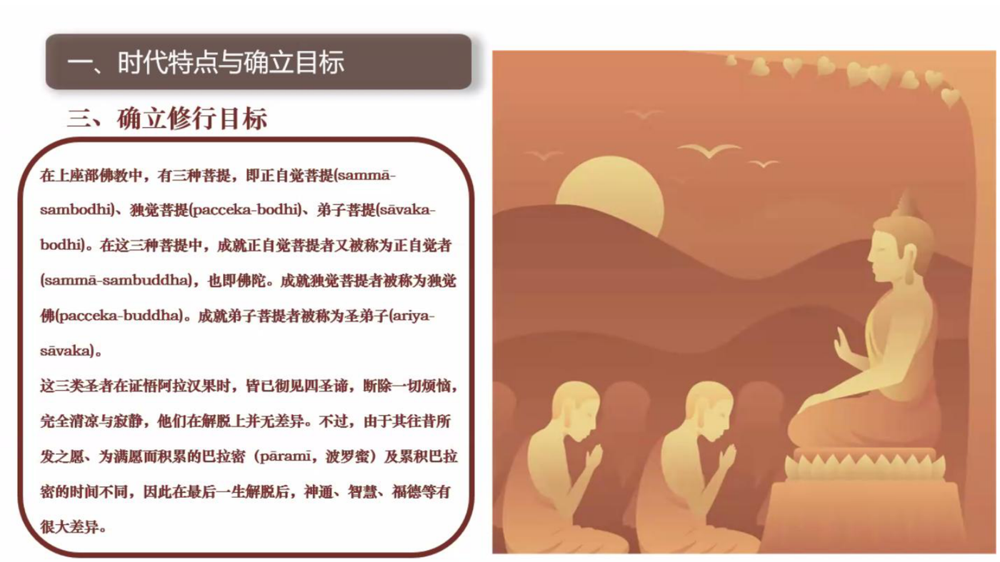 一、时代特点与确立目标
三、确立修行目标
在上座部佛教中，有三种菩提，即正自觉菩提(sammā-
sambodhi)、独觉菩提(pacceka-bodhi)、弟子菩提(sāvaka-
bodhi)。在这三种菩提中，成就正自觉菩提者又被称为正自觉者
(sammā-sambuddha)，也即佛陀。成就独觉菩提者被称为独觉
佛(pacceka-buddha)。成就弟子菩提者被称为圣弟子(ariya-
sāvaka)。
这三类圣者在证悟阿拉汉果时，皆已彻见四圣谛，断除一切烦恼，
完全清凉与寂静，他们在解脱上并无差异。不过，由于其往昔所
发之愿、为满愿而积累的巴拉密（pāramī，波罗蜜）及累积巴拉
密的时间不同，因此在最后一生解脱后，神通、智慧、福德等有
很大差异。